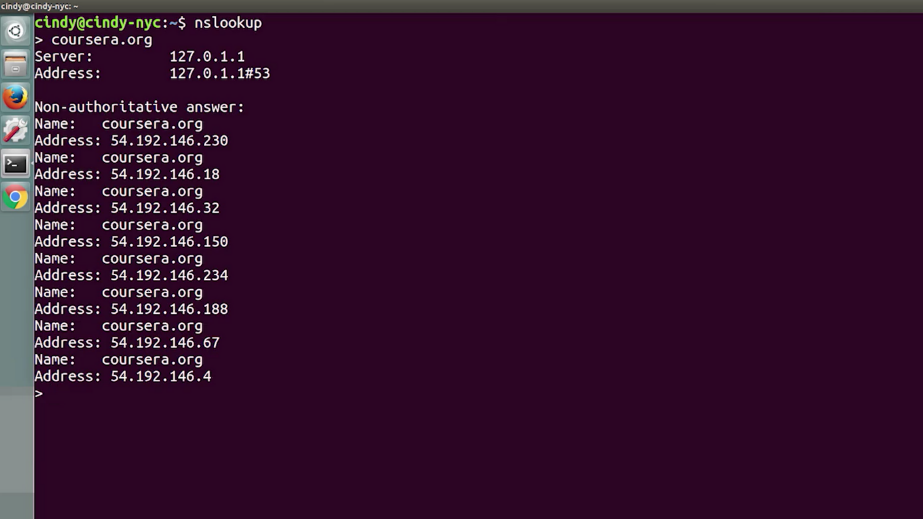 cindy@cindy-nyc: ~
cindy@cindy-nyc:~$ nslookup
> coursera.org
Server:         127.0.1.1
Address:        127.0.1.1#53
Non-authoritative answer:
Name:   coursera.org
Address: 54.192.146.230
Name:   coursera.org
Address: 54.192.146.18
Name:   coursera.org
Address: 54.192.146.32
Name:   coursera.org
Address: 54.192.146.150
Name:   coursera.org
Address: 54.192.146.234
Name:   coursera.org
Address: 54.192.146.188
Name:   coursera.org
Address: 54.192.146.67
Name:   coursera.org
Address: 54.192.146.4
>